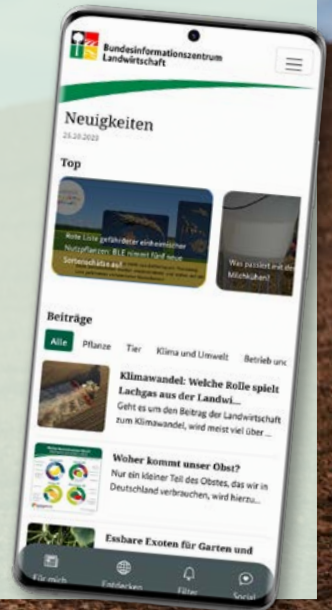 Bundesinformationszentrum
Landwirtschaft
Neuigkeiten
25.10.2023
Top
Rote Liste gefährdeter einheimischer
Nutzpflanzen: BLE nimmt fünf neue
Sortenschätze auf
Was passiert mit den
Milchkühen?
Beiträge
Alle Pflanze Tier Klima und Umwelt Betrieb unc
Klimawandel: Welche Rolle spielt
Lachgas aus der Landwi...
Geht es um den Beitrag der Landwirtschaft
zum Klimawandel, wird meist viel über ...
Woher kommt unser Obst?
Nur ein kleiner Teil des Obstes, das wir in
Deutschland verbrauchen, wird hierzu...
Essbare Exoten für Garten und
Für mich Entdecken Filter Social